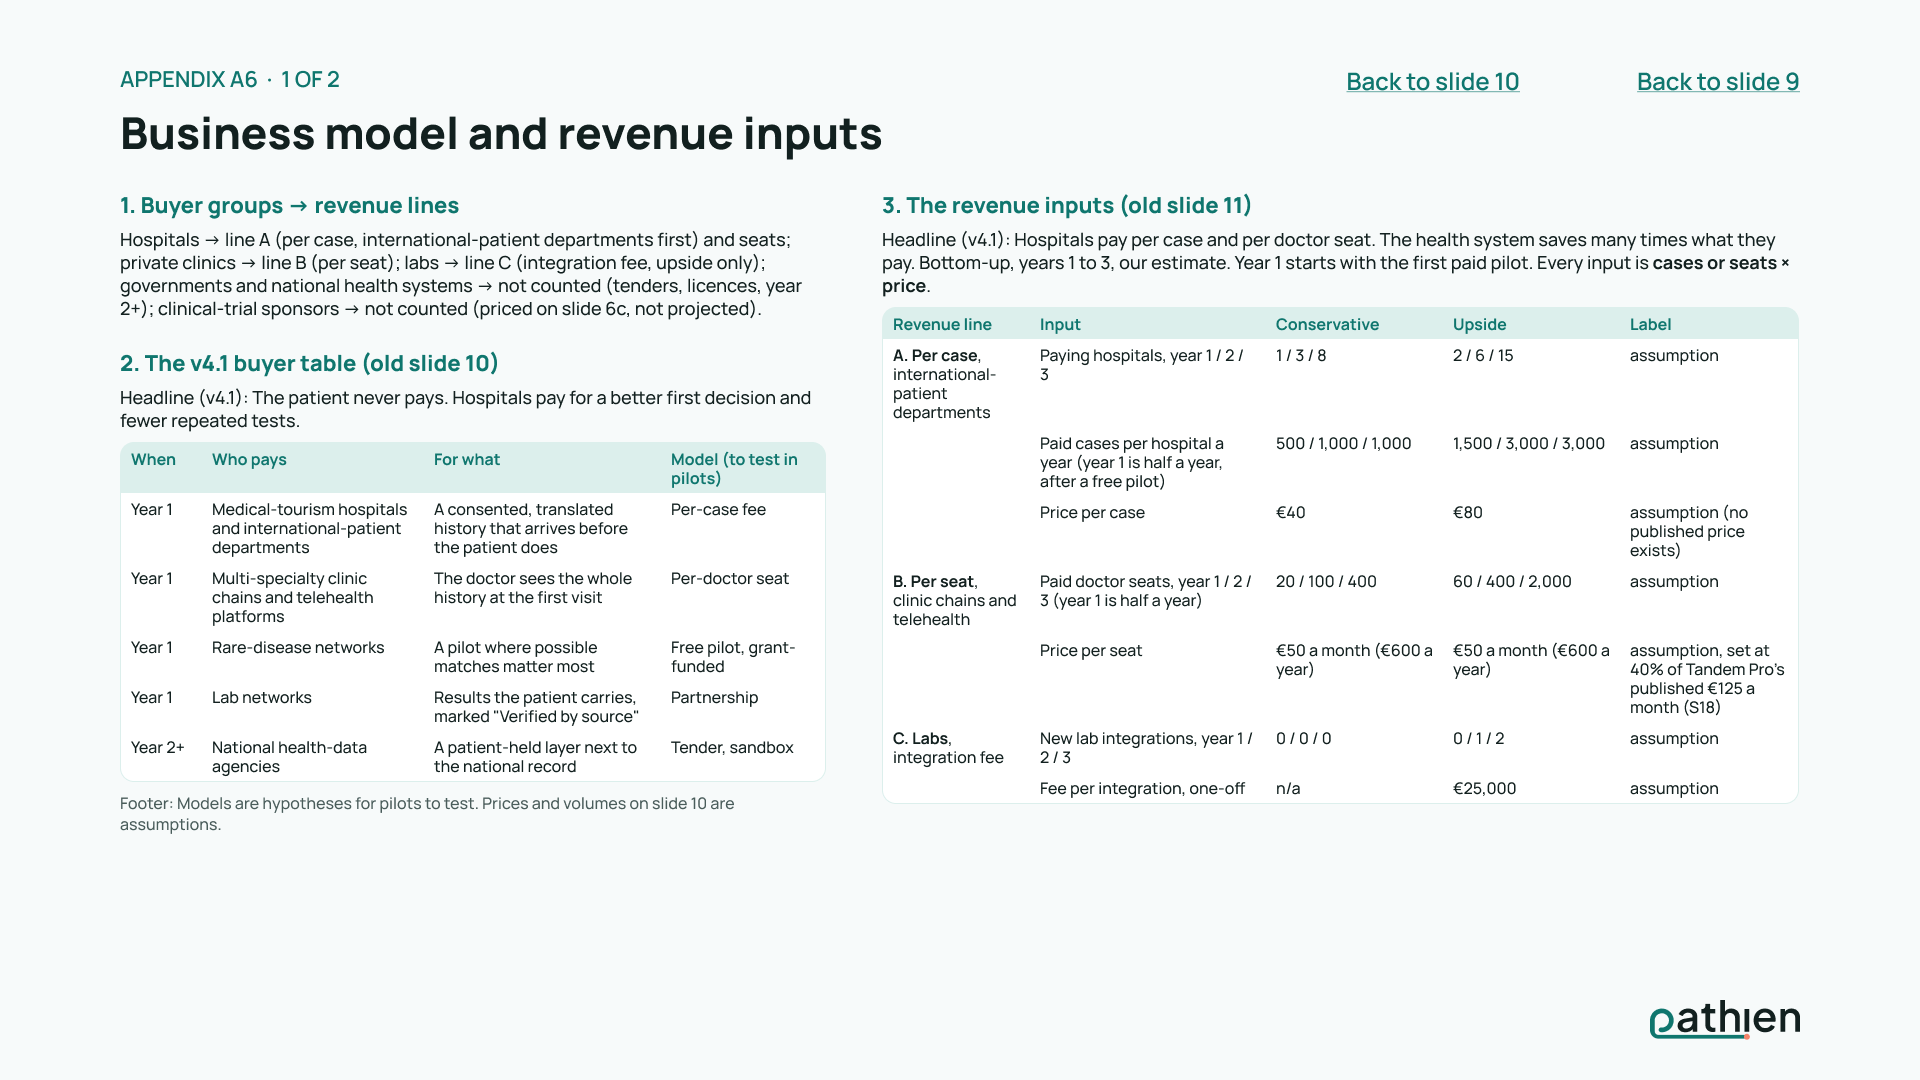 APPENDIX A6 · 1 OF 2
Back to slide 10
Back to slide 9
Business model and revenue inputs
1. Buyer groups → revenue lines
Hospitals → line A (per case, international-patient departments first) and seats;
private clinics → line B (per seat); labs → line C (integration fee, upside only);
governments and national health systems → not counted (tenders, licences, year
2+); clinical-trial sponsors → not counted (priced on slide 6c, not projected).
2. The v4.1 buyer table (old slide 10)
Headline (v4.1): The patient never pays. Hospitals pay for a better first decision and
fewer repeated tests.
When Who pays For what Model (to test in
pilots)
Year 1 Medical-tourism hospitals A consented, translated Per-case fee
and international-patient history that arrives before
departments the patient does
Year 1 Multi-specialty clinic The doctor sees the whole Per-doctor seat
chains and telehealth history at the first visit
platforms
Year 1 Rare-disease networks A pilot where possible Free pilot, grant-
matches matter most funded
Year 1 Lab networks Results the patient carries, Partnership
marked "Verified by source"
Year 2+ National health-data A patient-held layer next to Tender, sandbox
agencies the national record
Footer: Models are hypotheses for pilots to test. Prices and volumes on slide 10 are
assumptions.
3. The revenue inputs (old slide 11)
Headline (v4.1): Hospitals pay per case and per doctor seat. The health system saves many times what they
pay. Bottom-up, years 1 to 3, our estimate. Year 1 starts with the first paid pilot. Every input is cases or seats ×
price.
Revenue line Input Conservative Upside Label
A. Per case, Paying hospitals, year 1 / 2 / 1 / 3 / 8 2 / 6 / 15 assumption
international- 3
patient
departments
Paid cases per hospital a 500 / 1,000 / 1,000 1,500 / 3,000 / 3,000 assumption
year (year 1 is half a year,
after a free pilot)
Price per case €40 €80 assumption (no
published price
exists)
B. Per seat, Paid doctor seats, year 1 / 2 / 20 / 100 / 400 60 / 400 / 2,000 assumption
clinic chains and 3 (year 1 is half a year)
telehealth
Price per seat €50 a month (€600 a €50 a month (€600 a assumption, set at
year) year) 40% of Tandem Pro's
published €125 a
month (S18)
C. Labs, New lab integrations, year 1 / 0 / 0 / 0 0 / 1 / 2 assumption
integration fee 2 / 3
Fee per integration, one-off n/a €25,000 assumption
pathien